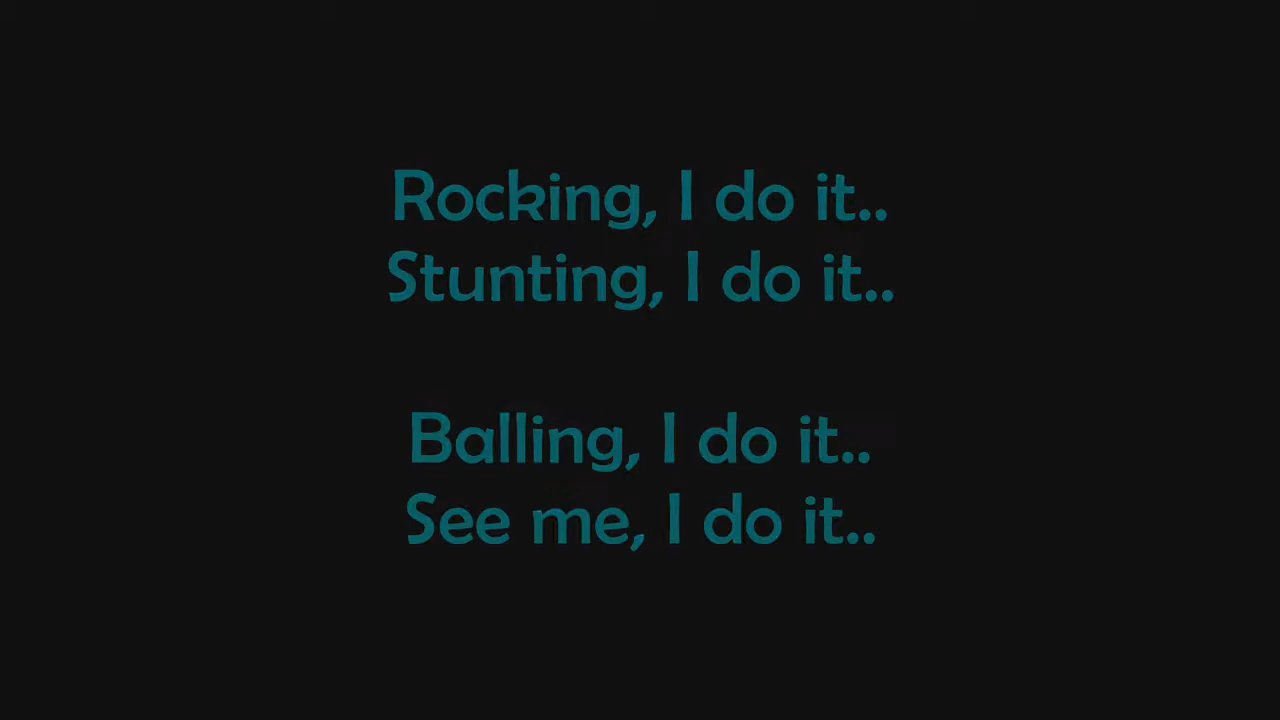 Rocking, I do it..
Stunting, I do it..
Balling, I do it..
See me, I do it..